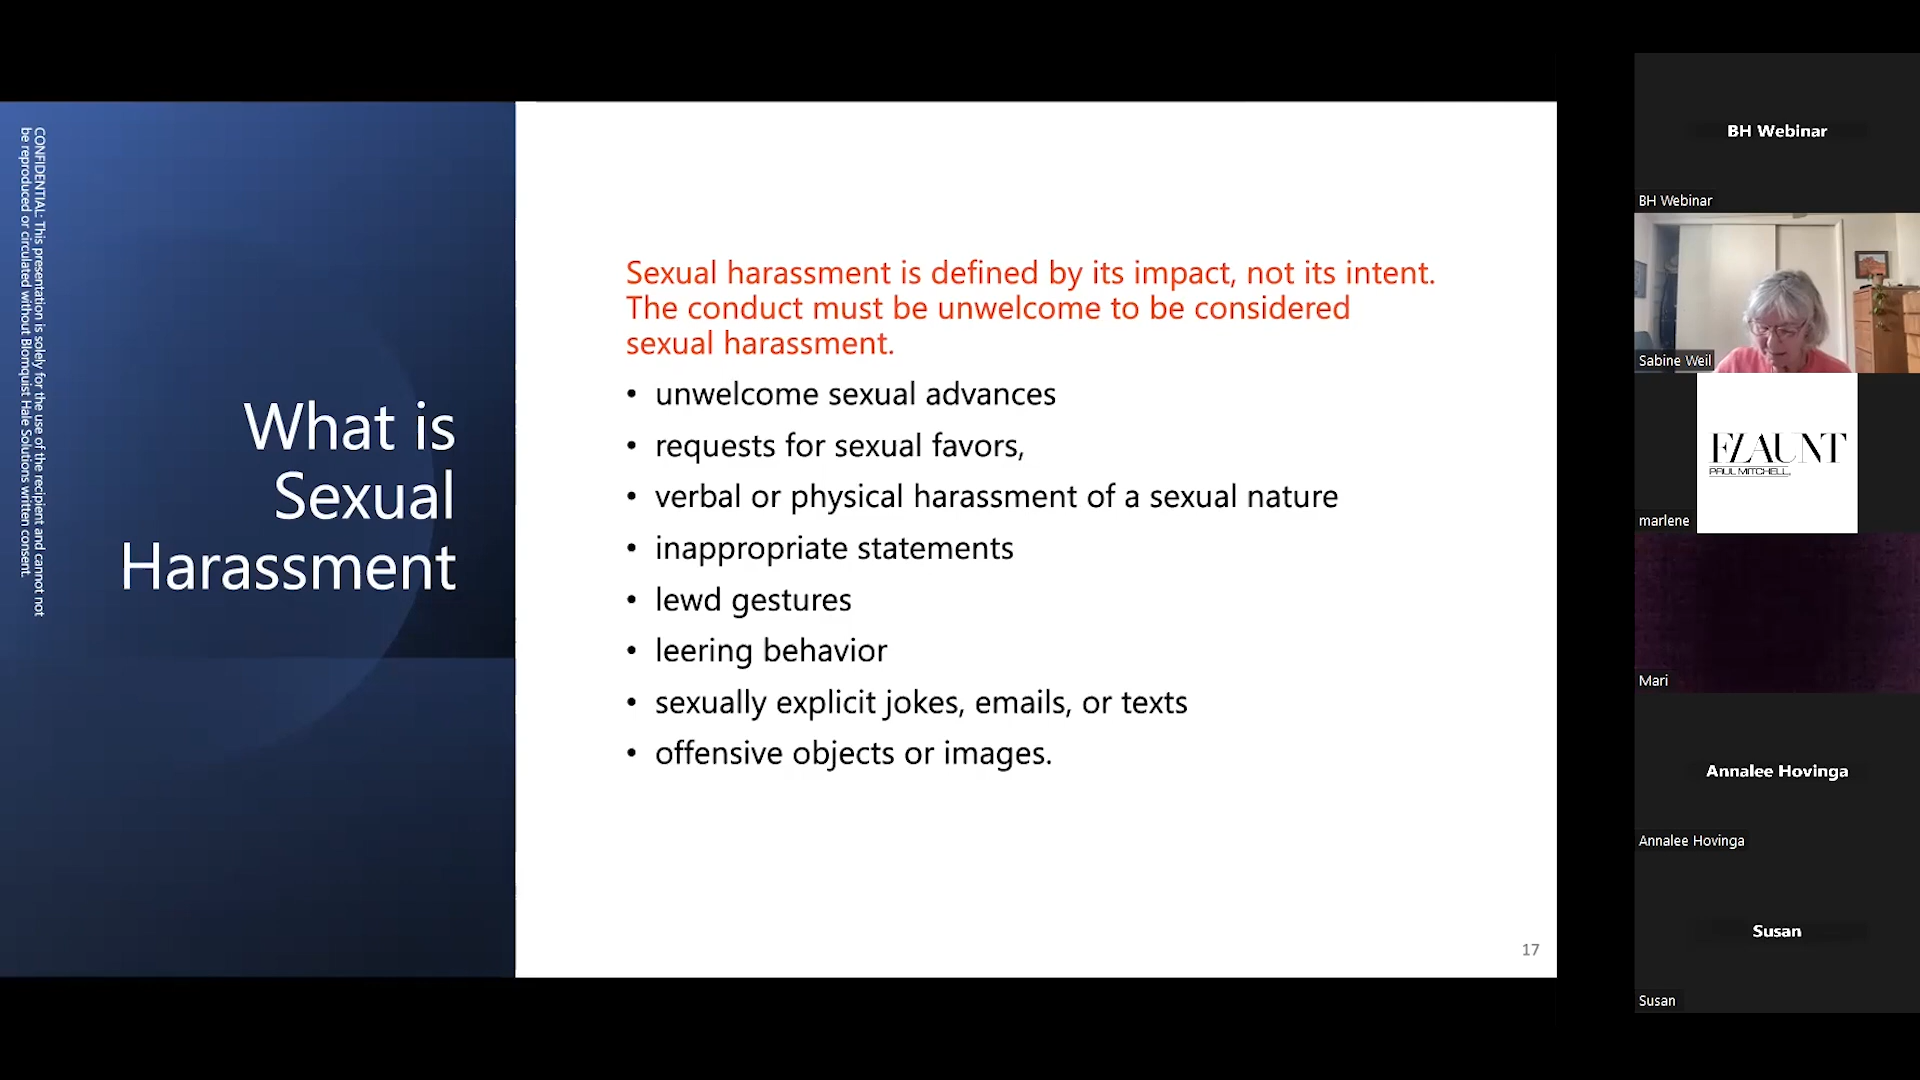 CONFIDENTIAL: This presentation is solely for the use of the recipient and cannot not
be reproduced or circulated without Blomquist Hale Solutions written consent.
What is
Sexual
Harassment
Sexual harassment is defined by its impact, not its intent.
The conduct must be unwelcome to be considered
sexual harassment.
• unwelcome sexual advances
• requests for sexual favors,
• verbal or physical harassment of a sexual nature
• inappropriate statements
• lewd gestures
• leering behavior
• sexually explicit jokes, emails, or texts
• offensive objects or images.
17
BH Webinar
BH Webinar
Sabine Weil
FLAUNT
PAUL MITCHELL
marlene
Mari
Annalee Hovinga
Annalee Hovinga
Susan
Susan